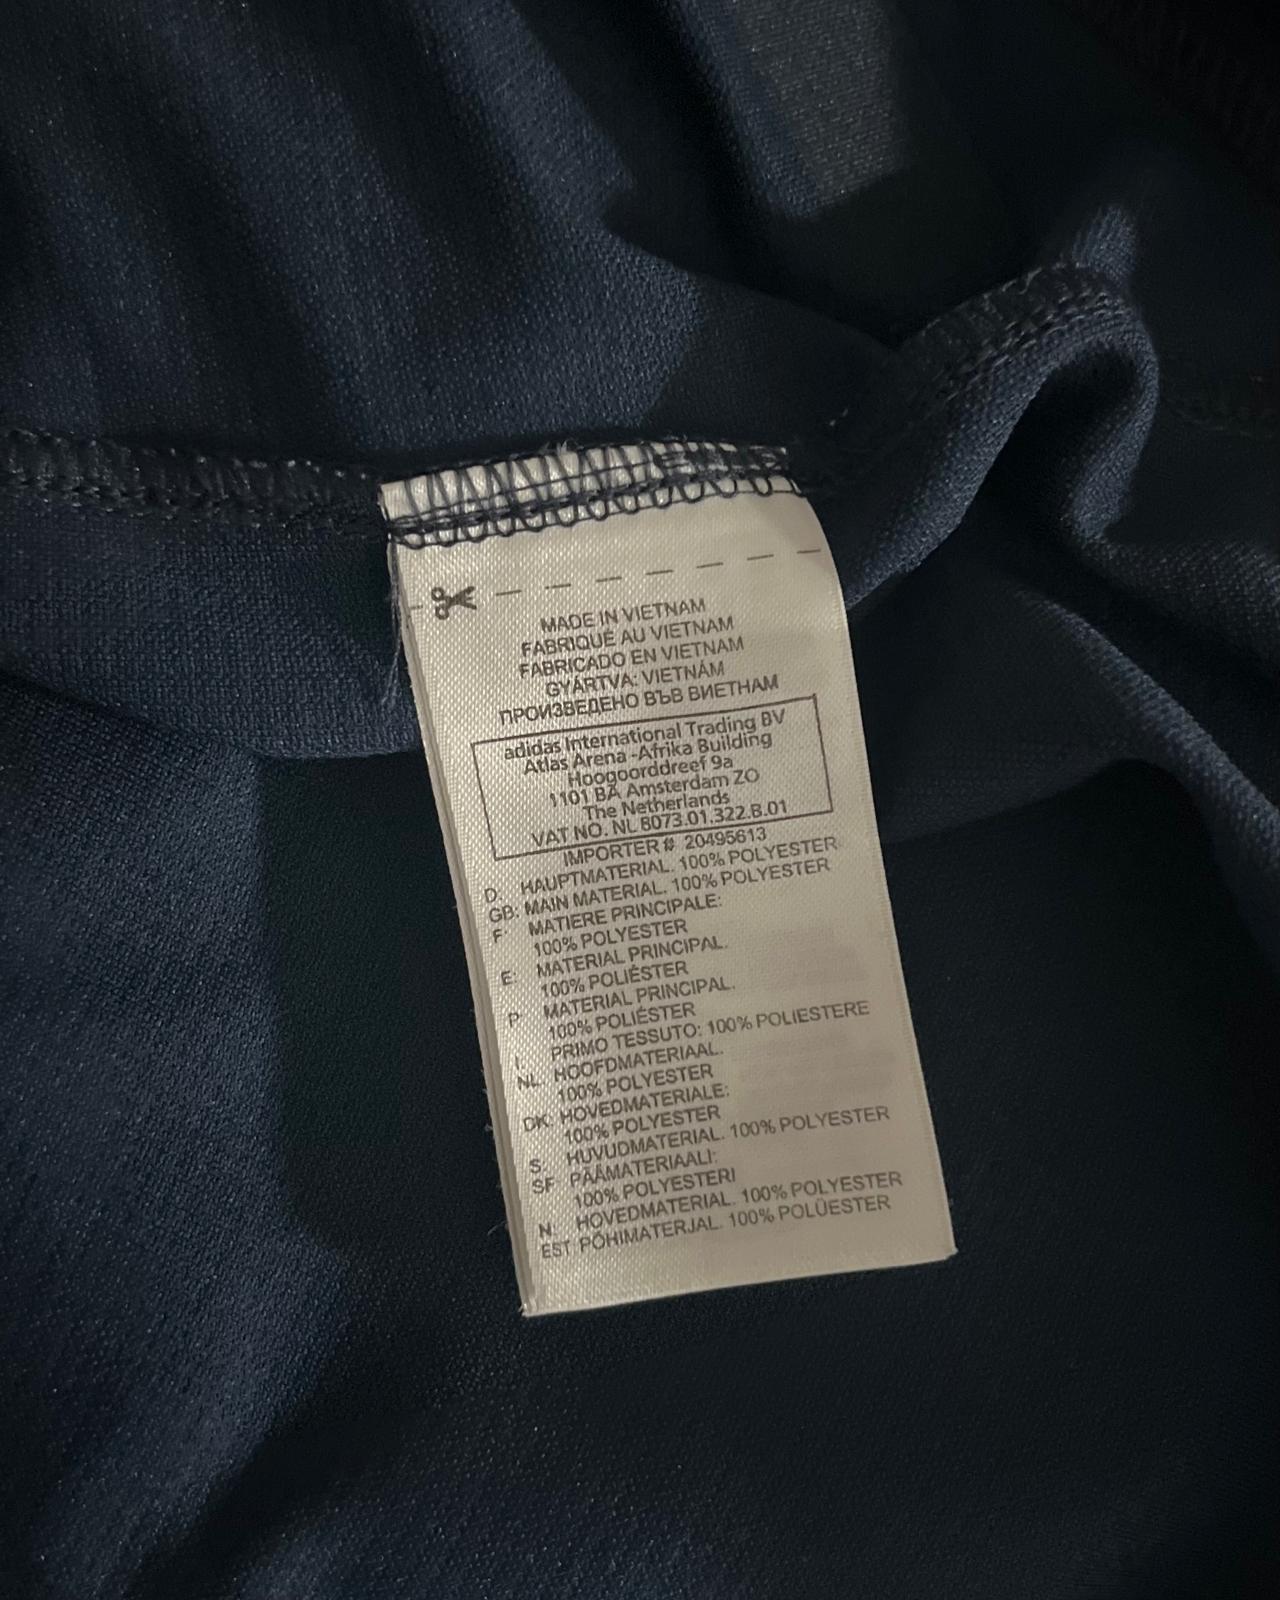 MADE IN VIETNAM
FABRIQUÉ AU VIETNAM
FABRICADO EN VIETNAM
GYÁRTVA: VIETNÁM
ПРОИЗВЕДЕНО ВЪВ ВИЕТНАМ
adidas International Trading BV
Atlas Arena -Afrika Building
Hoogoorddreef 9a
1101 BA Amsterdam ZO
The Netherlands
VAT NO. NL 8073.01.322.B.01
IMPORTER# 20495613
D: HAUPTMATERIAL: 100% POLYESTER
GB: MAIN MATERIAL: 100% POLYESTER
F: MATIERE PRINCIPALE:
100% POLYESTER
E: MATERIAL PRINCIPAL:
100% POLIÉSTER
P: MATERIAL PRINCIPAL:
100% POLIÉSTER
I: PRIMO TESSUTO: 100% POLIESTERE
NL: HOOFDMATERIAAL:
100% POLYESTER
DK: HOVEDMATERIALE:
100% POLYESTER
S: HUVUDMATERIAL: 100% POLYESTER
SF: PÄÄMATERIAALI:
100% POLYESTERI
N: HOVEDMATERIAL: 100% POLYESTER
EST: PÕHIMATERJAL: 100% POLÜESTER